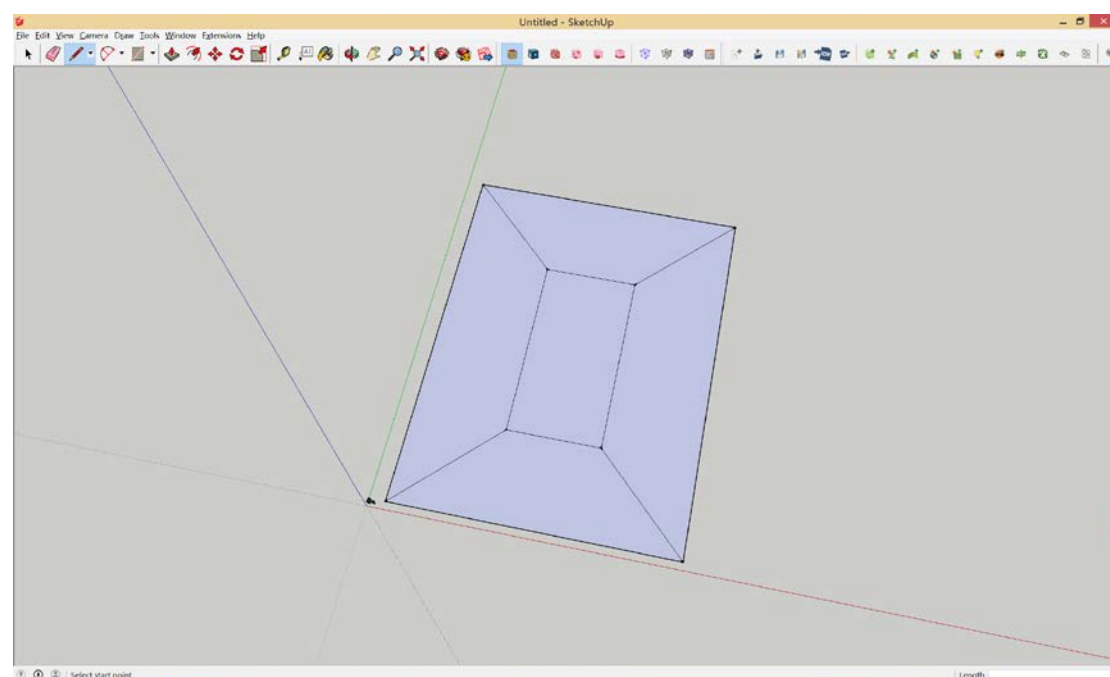 Untitled - SketchUp
File Edit View Camera Draw Tools Window Extensions Help
Select start point
Length